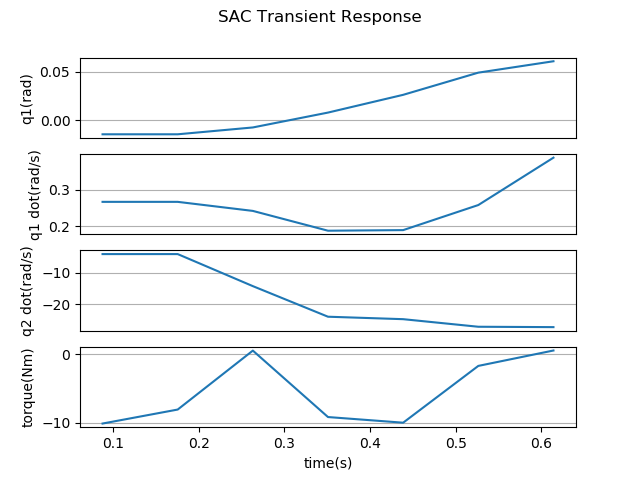 SAC Transient Response
q1(rad)
0.05
0.00
q1 dot(rad/s)
0.3
0.2
q2 dot(rad/s)
−10
−20
torque(Nm)
0
−10
0.1 0.2 0.3 0.4 0.5 0.6
time(s)